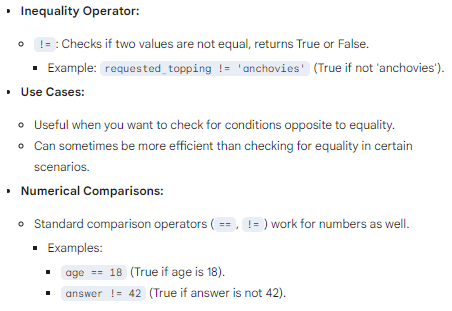 • Inequality Operator:
○ != : Checks if two values are not equal, returns True or False.
▪ Example: requested_topping != 'anchovies' (True if not 'anchovies').
• Use Cases:
○ Useful when you want to check for conditions opposite to equality.
○ Can sometimes be more efficient than checking for equality in certain
scenarios.
• Numerical Comparisons:
○ Standard comparison operators ( == , != ) work for numbers as well.
▪ Examples:
▪ age == 18 (True if age is 18).
▪ answer != 42 (True if answer is not 42).